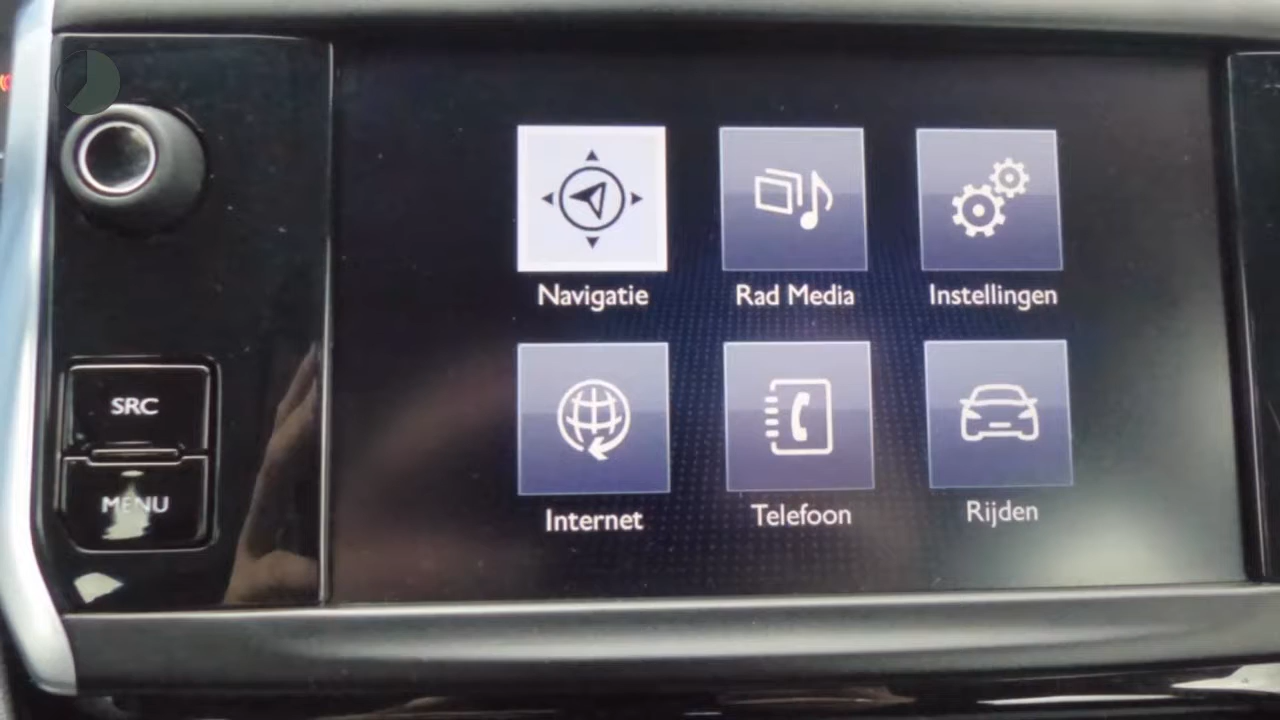 Navigatie
Rad Media
Instellingen
SRC
MENU
Internet
Telefoon
Rijden